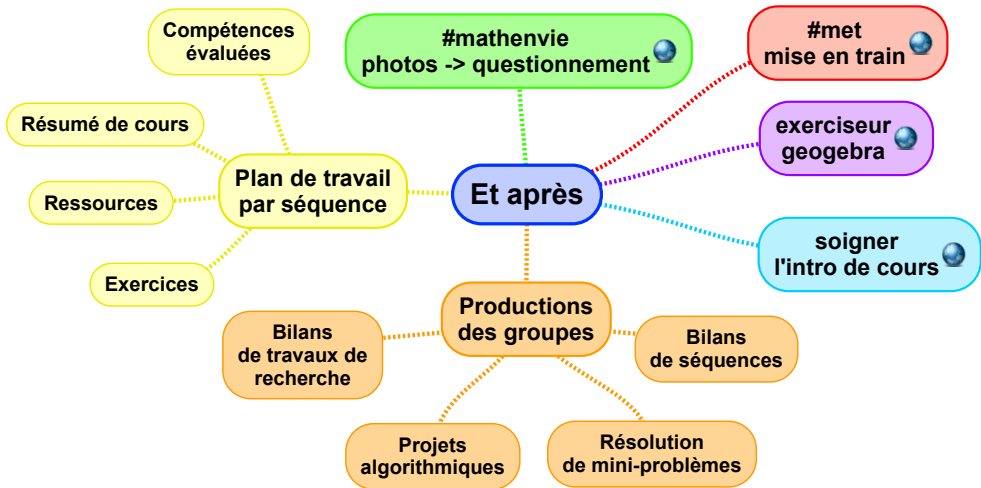 Compétences
évaluées
#mathenvie
photos -> questionnement
#met
mise en train
Résumé de cours
exerciseur
geogebra
Plan de travail
par séquence
Et après
Ressources
soigner
l'intro de cours
Exercices
Productions
des groupes
Bilans
de travaux de
recherche
Bilans
de séquences
Projets
algorithmiques
Résolution
de mini-problèmes